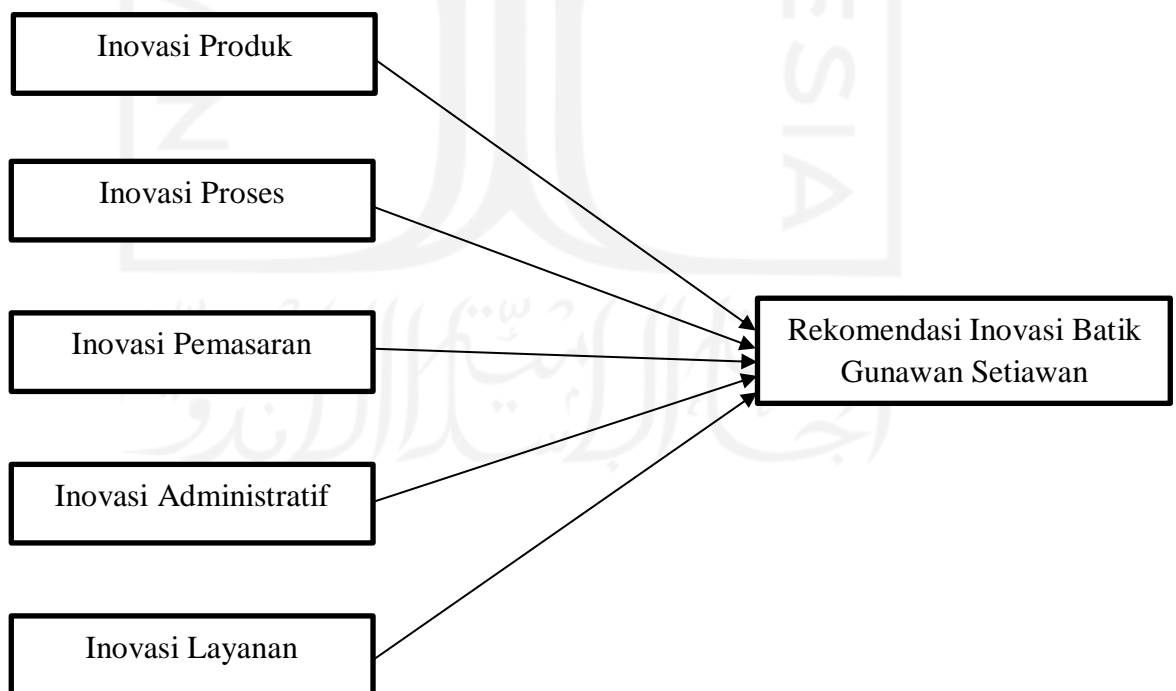 Inovasi Produk
Inovasi Proses
Inovasi Pemasaran
Inovasi Administratif
Inovasi Layanan
Rekomendasi Inovasi Batik
Gunawan Setiawan